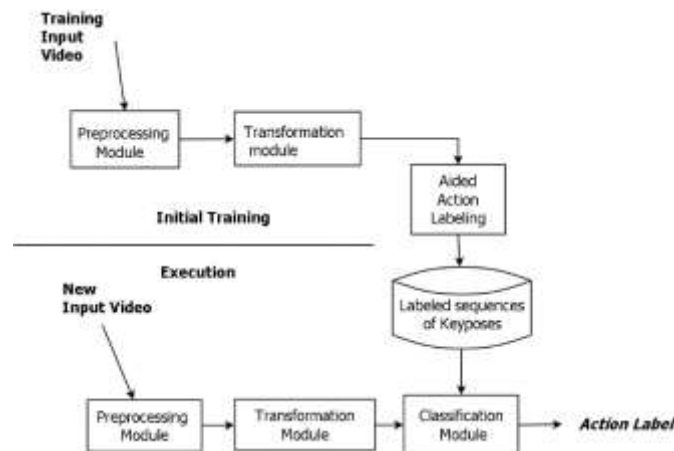 Training
Input
Video
Preprocessing
Module
Transformation
module
Aided
Action
Labeling
Initial Training
Execution
New
Input Video
Labeled sequences
of Keyposes
Preprocessing
Module
Transformation
Module
Classification
Module
Action Label